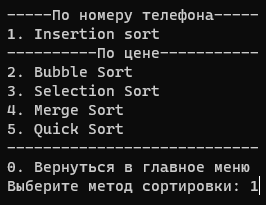 -----По номеру телефона-----
1. Insertion sort
----------По цене-----------
2. Bubble Sort
3. Selection Sort
4. Merge Sort
5. Quick Sort
----------------------------
0. Вернуться в главное меню
Выберите метод сортировки: 1